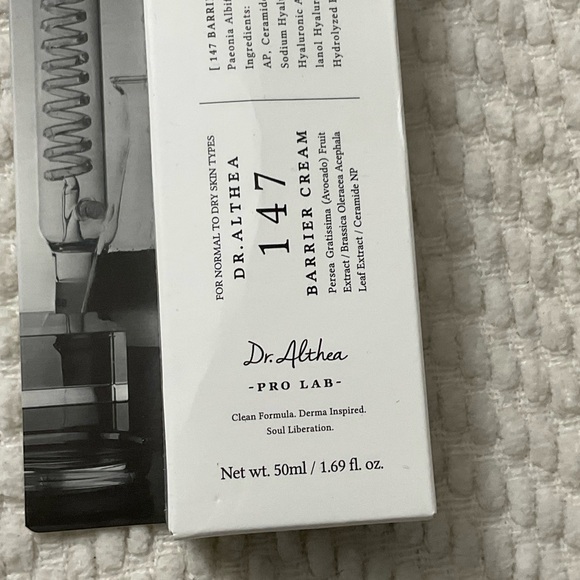 [ 147 BARRI
Paeonia Albi
Ingredients:
AP, Ceramid
Sodium Hyal
Hyaluronic A
lanol Hyalur
Hydrolyzed
FOR NORMAL TO DRY SKIN TYPES
DR.ALTHEA
147
BARRIER CREAM
Persea Gratissima (Avocado) Fruit
Extract / Brassica Oleracea Acephala
Leaf Extract / Ceramide NP
Dr.Althea
-PRO LAB-
Clean Formula. Derma Inspired.
Soul Liberation.
Net wt. 50ml / 1.69 fl. oz.